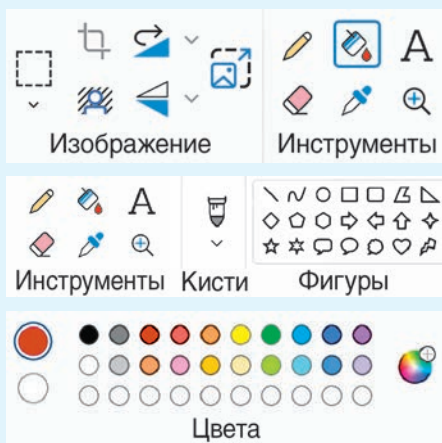 A
Изображение Инструменты
A
Инструменты Кисти Фигуры
Цвета